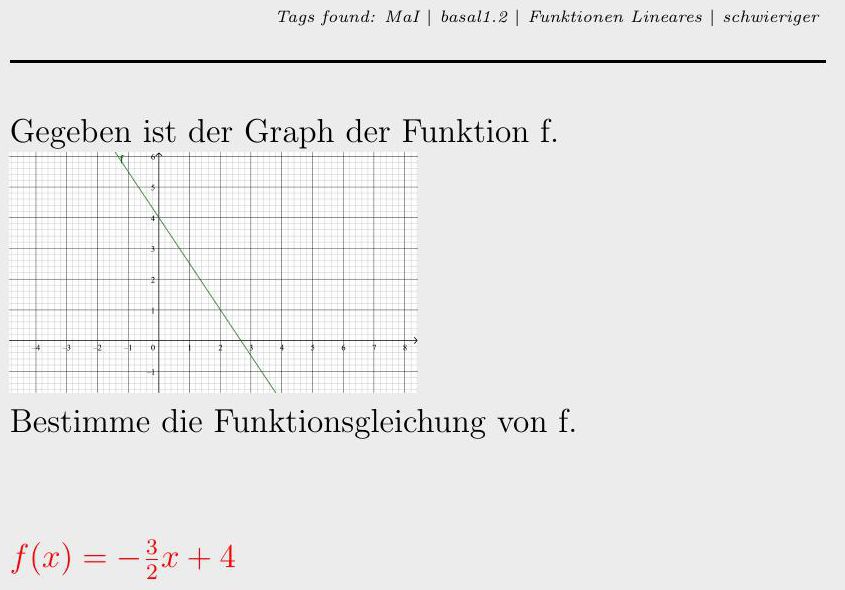 Tags found: MaI | basal1.2 | Funktionen Lineares | schwieriger
Gegeben ist der Graph der Funktion f.
f
6
5
4
3
2
1
-4 -3 -2 -1 0 1 2 3 4 5 6 7 8
-1
Bestimme die Funktionsgleichung von f.
f(x) = -3/2x + 4